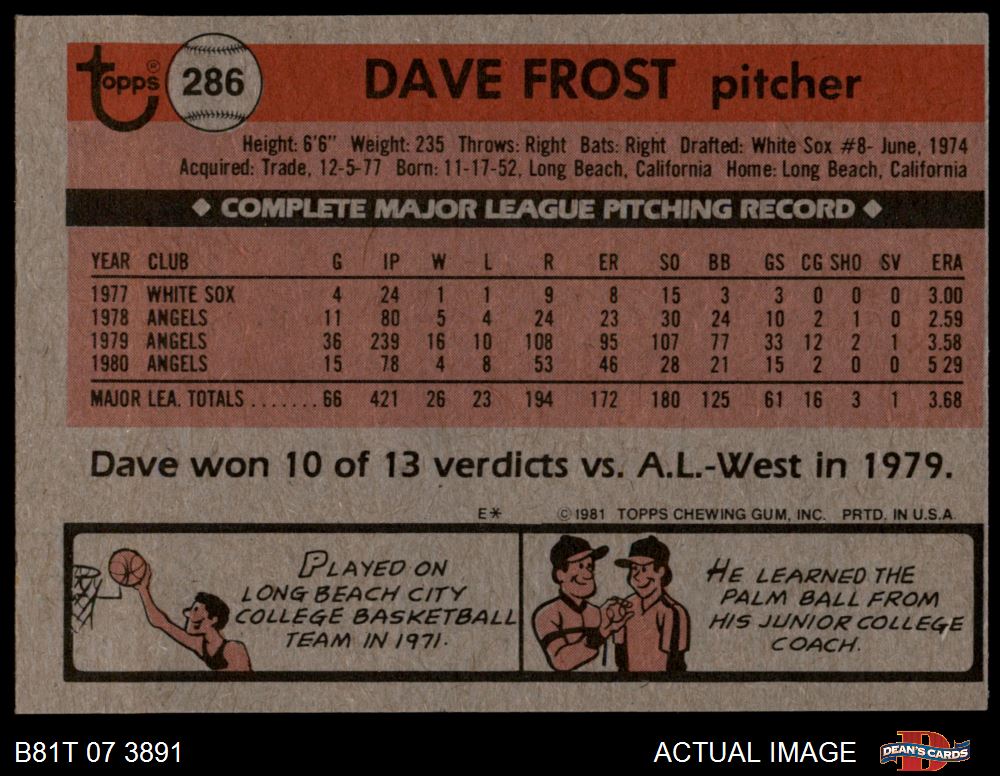 topps ® 286 DAVE FROST pitcher
Height: 6'6" Weight: 235 Throws: Right Bats: Right Drafted: White Sox #8- June, 1974
Acquired: Trade, 12-5-77 Born: 11-17-52, Long Beach, California Home: Long Beach, California
◆ COMPLETE MAJOR LEAGUE PITCHING RECORD ◆
YEAR CLUB G IP W L R ER SO BB GS CG SHO SV ERA
1977 WHITE SOX 4 24 1 1 9 8 15 3 3 0 0 0 3.00
1978 ANGELS 11 80 5 4 24 23 30 24 10 2 1 0 2.59
1979 ANGELS 36 239 16 10 108 95 107 77 33 12 2 1 3.58
1980 ANGELS 15 78 4 8 53 46 28 21 15 2 0 0 5 29
MAJOR LEA. TOTALS ....... 66 421 26 23 194 172 180 125 61 16 3 1 3.68
Dave won 10 of 13 verdicts vs. A.L.-West in 1979.
E* © 1981 TOPPS CHEWING GUM, INC. PRTD. IN U.S.A.
PLAYED ON
LONG BEACH CITY
COLLEGE BASKETBALL
TEAM IN 1971.
HE LEARNED THE
PALM BALL FROM
HIS JUNIOR COLLEGE
COACH.
B81T 07 3891 ACTUAL IMAGE DEAN'S CARDS